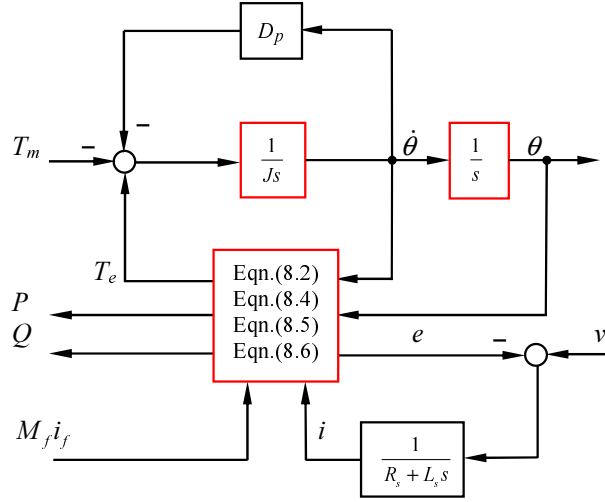 D_p
−
T_m −
1/(Js)
θ̇
1/s
θ
T_e
Eqn.(8.2)
Eqn.(8.4)
Eqn.(8.5)
Eqn.(8.6)
P
Q
e − v
M_f i_f
i
1/(R_s + L_s s)